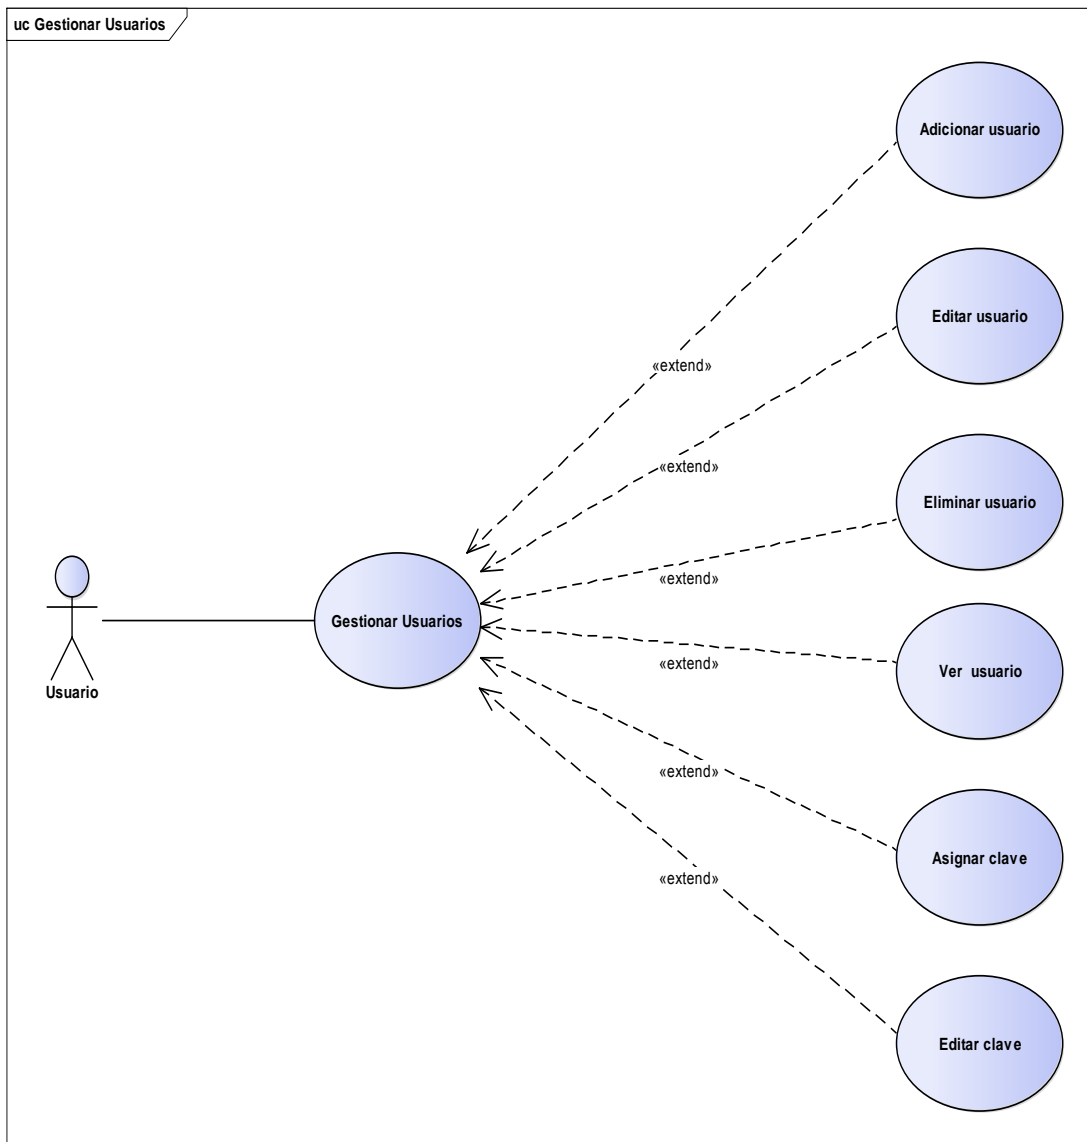 uc Gestionar Usuarios
Adicionar usuario
Editar usuario
«extend»
«extend»
Eliminar usuario
«extend»
Gestionar Usuarios
«extend»
Ver usuario
Usuario
«extend»
Asignar clave
«extend»
Editar clave